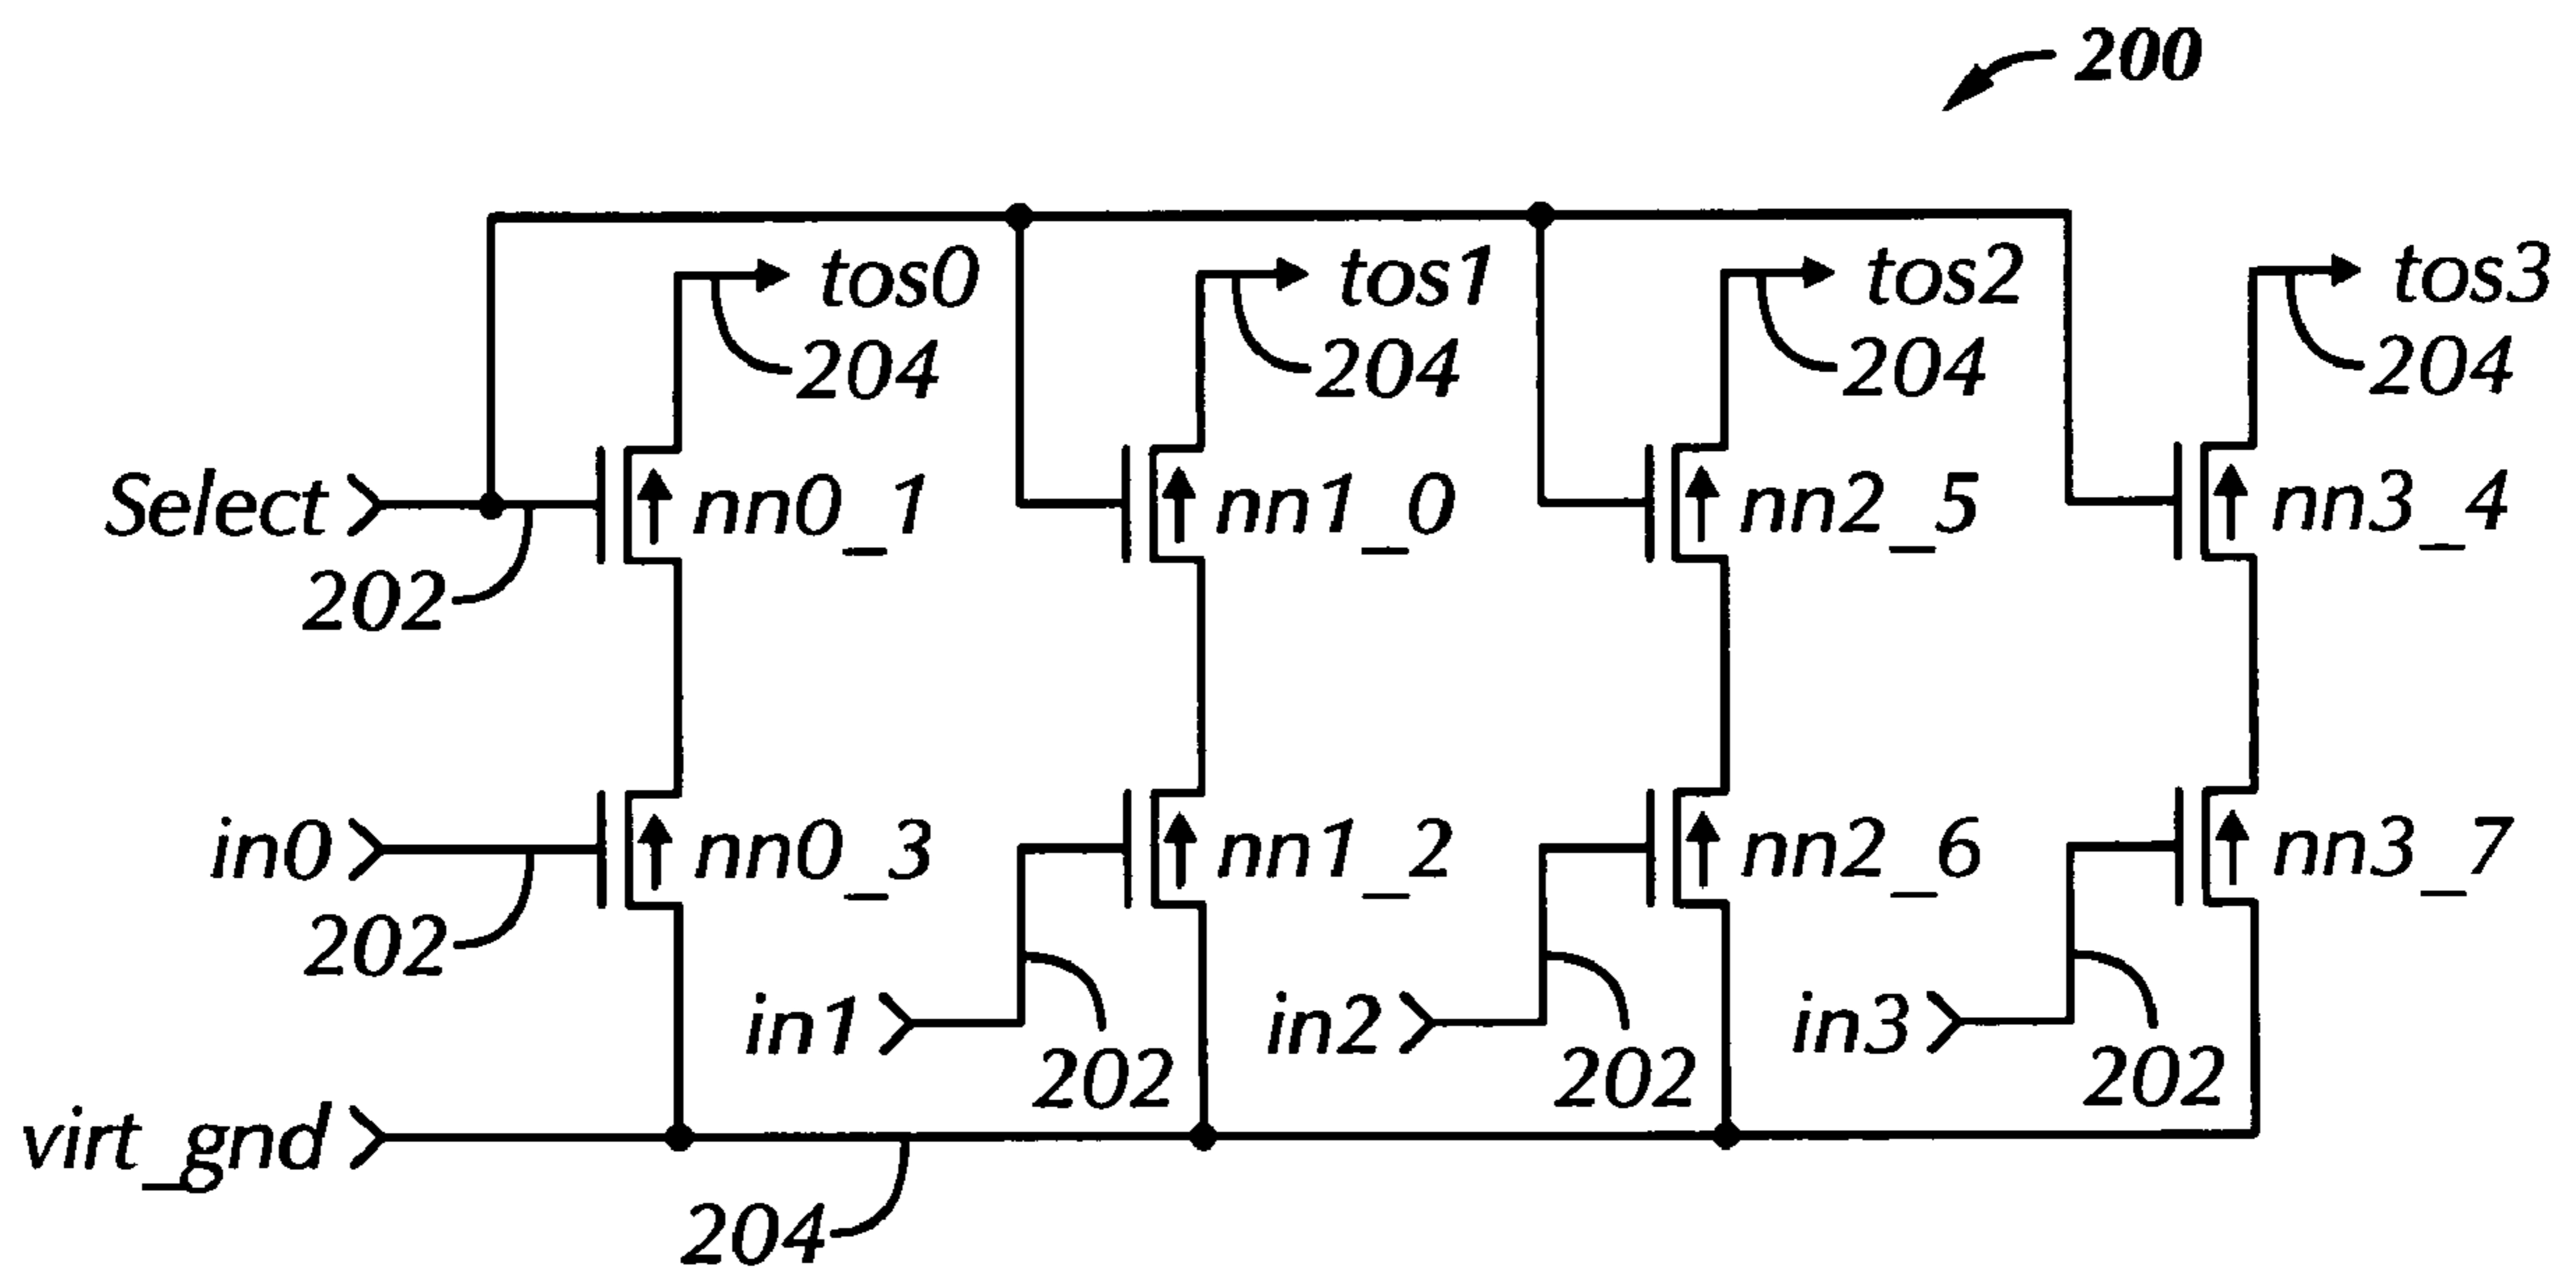 200
tos0
tos1
tos2
tos3
204
204
204
204
Select
nn0_1
nn1_0
nn2_5
nn3_4
202
in0
nn0_3
nn1_2
nn2_6
nn3_7
202
in1
in2
in3
202
202
202
virt_gnd
204